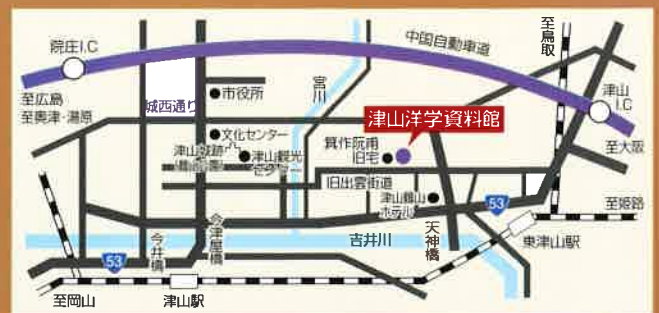 院庄I.C
中国自動車道
至鳥取
津山
I.C
至広島
至奥津・湯原
城西通り
市役所
宮川
津山洋学資料館
文化センター
津山城跡
(鶴山公園)
津山観光
センター
箕作阮甫
旧宅
至大阪
旧出雲街道
津山鶴山
ホテル
53
至姫路
今津屋橋
天神橋
吉井川
東津山駅
今井橋
53
至岡山
津山駅